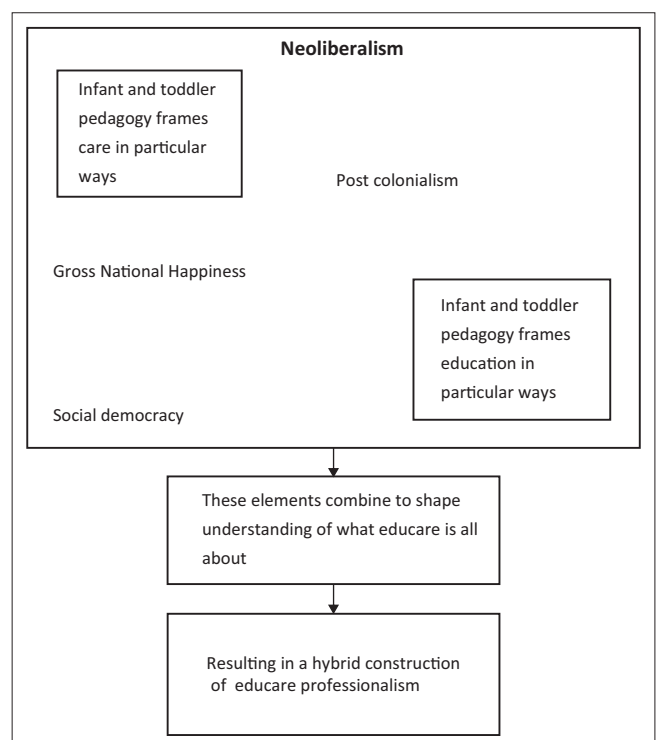 Neoliberalism
Infant and toddler
pedagogy frames
care in particular
ways
Post colonialism
Gross National Happiness
Infant and toddler
pedagogy frames
education in
particular ways
Social democracy
These elements combine to shape
understanding of what educare is all
about
Resulting in a hybrid construction
of educare professionalism